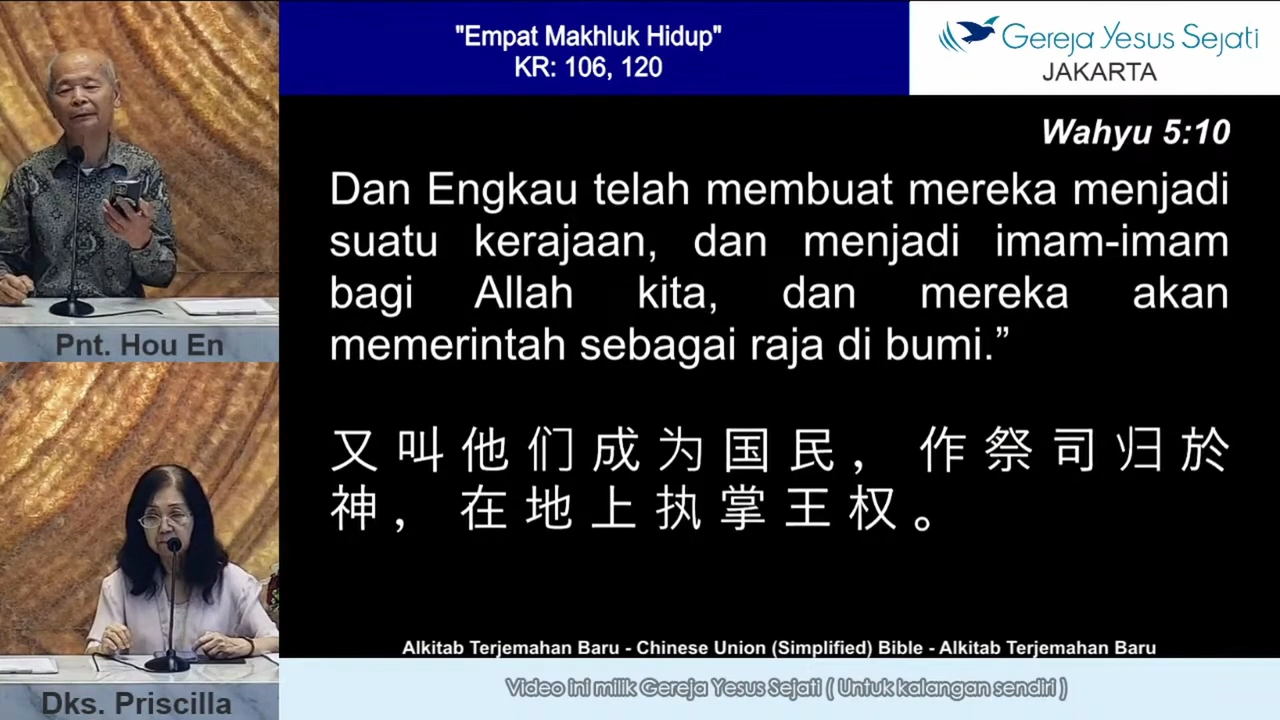 "Empat Makhluk Hidup"
KR: 106, 120
Gereja Yesus Sejati
JAKARTA
Wahyu 5:10
Dan Engkau telah membuat mereka menjadi
suatu kerajaan, dan menjadi imam-imam
bagi Allah kita, dan mereka akan
memerintah sebagai raja di bumi.”
又叫他们成为国民，作祭司归於
神，在地上执掌王权。
Alkitab Terjemahan Baru - Chinese Union (Simplified) Bible - Alkitab Terjemahan Baru
Video ini milik Gereja Yesus Sejati ( Untuk kalangan sendiri )
Pnt. Hou En
Dks. Priscilla